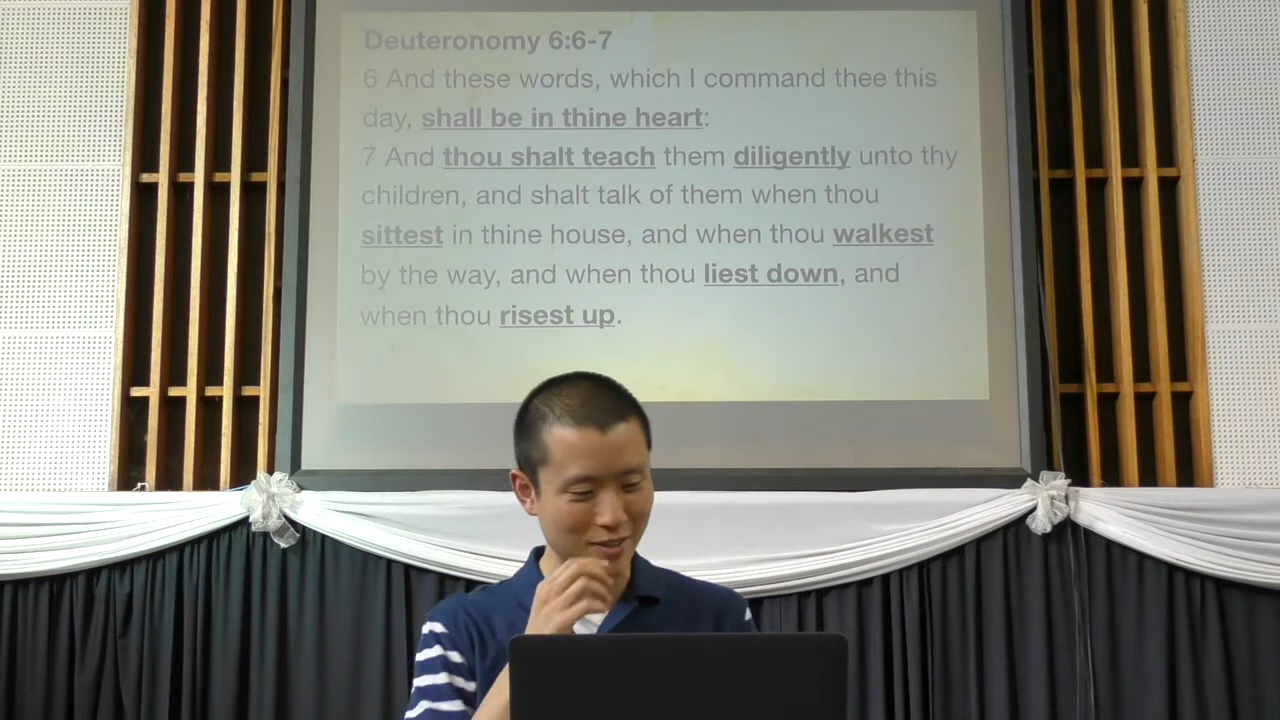 Deuteronomy 6:6-7
6 And these words, which I command thee this
day, shall be in thine heart:
7 And thou shalt teach them diligently unto thy
children, and shalt talk of them when thou
sittest in thine house, and when thou walkest
by the way, and when thou liest down, and
when thou risest up.